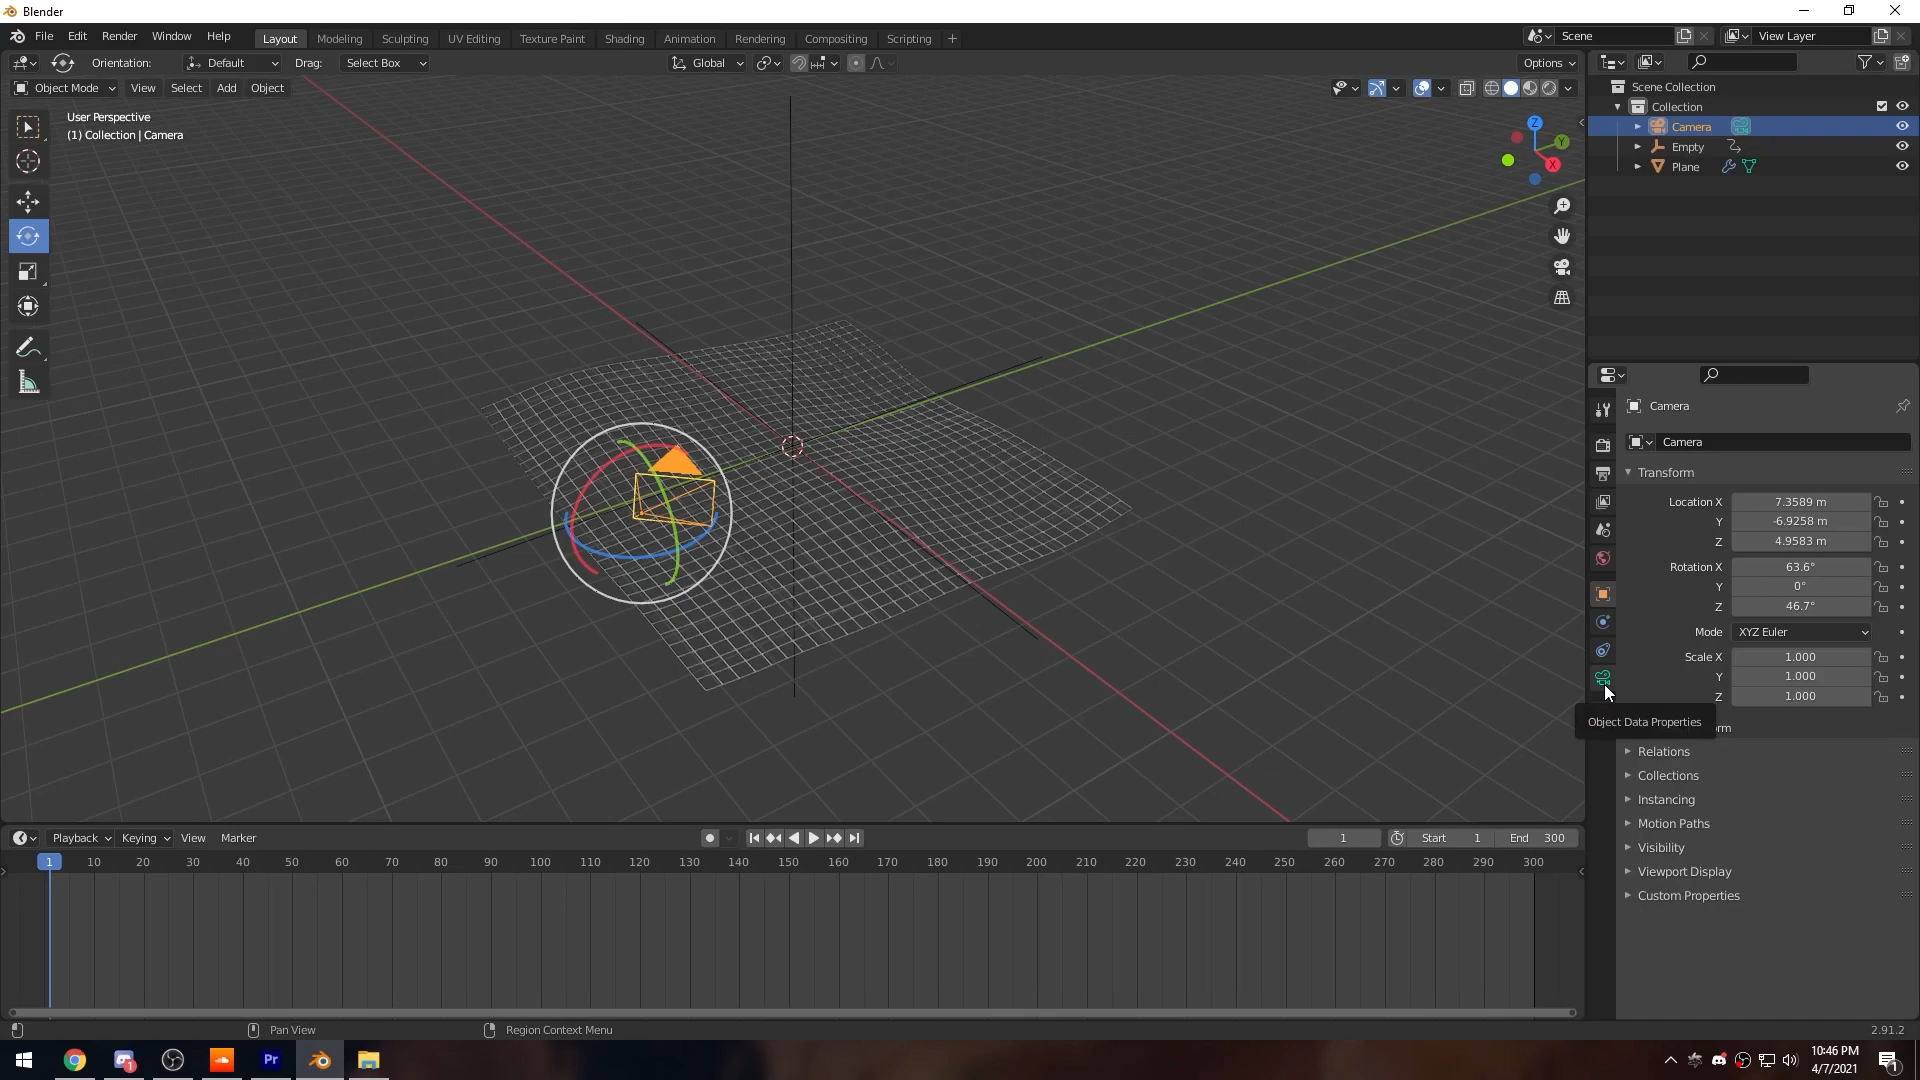 Blender
File Edit Render Window Help Layout Modeling Sculpting UV Editing Texture Paint Shading Animation Rendering Compositing Scripting + Scene View Layer
Orientation: Default Drag: Select Box Global Options
Object Mode View Select Add Object
User Perspective
(1) Collection | Camera
Z
Y
X
Scene Collection
Collection
Camera
Empty
Plane
Camera
Camera
Transform
Location X 7.3589 m
Y -6.9258 m
Z 4.9583 m
Rotation X 63.6°
Y 0°
Z 46.7°
Mode XYZ Euler
Scale X 1.000
Y 1.000
Z 1.000
Object Data Properties
rm
Relations
Collections
Instancing
Motion Paths
Visibility
Viewport Display
Custom Properties
Playback Keying View Marker 1 Start 1 End 300
1 10 20 30 40 50 60 70 80 90 100 110 120 130 140 150 160 170 180 190 200 210 220 230 240 250 260 270 280 290 300
Pan View Region Context Menu 2.91.2
1 Pr 10:46 PM
4/7/2021 1